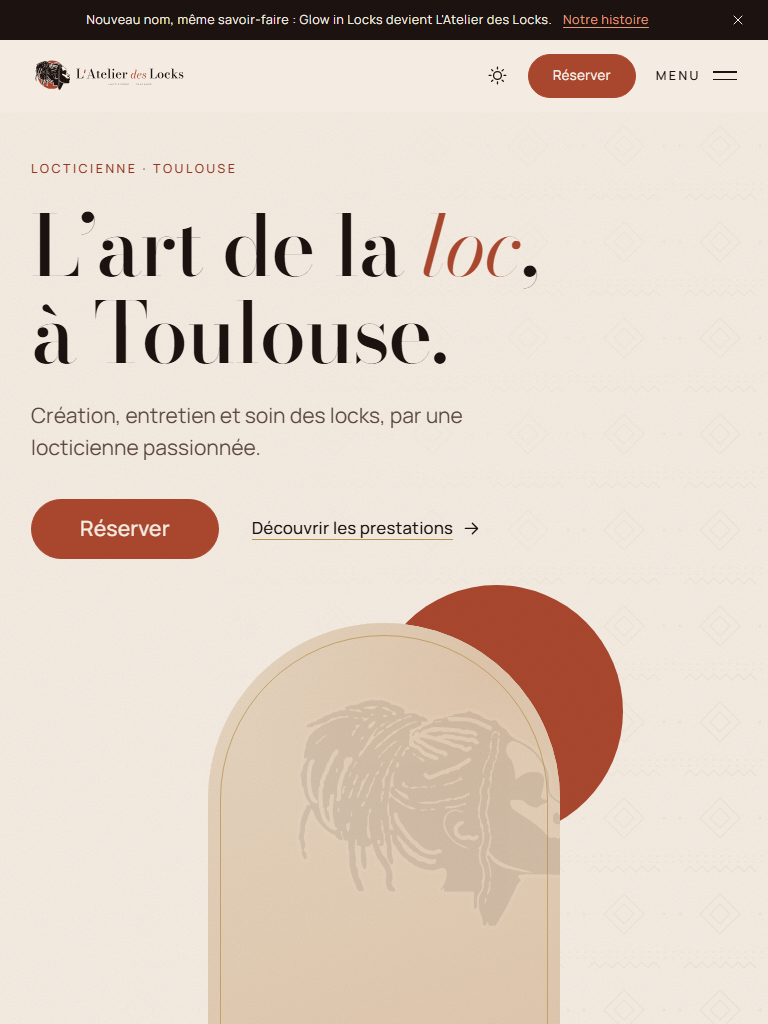 Nouveau nom, même savoir-faire : Glow in Locks devient L'Atelier des Locks. Notre histoire
L'Atelier des Locks
Réserver
MENU
LOCTICIENNE · TOULOUSE
L’art de la loc,
à Toulouse.
Création, entretien et soin des locks, par une
locticienne passionnée.
Réserver
Découvrir les prestations →